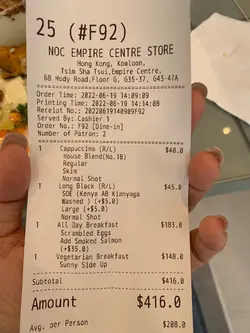 25 (#F92)
NOC EMPIRE CENTRE STORE
Hong Kong, Kowloon,
Tsim Sha Tsui,Empire Centre,
68 Mody Road,Floor G, G35-37, G43-47A
Order Time: 2022-06-19 14:09:09
Printing Time: 2022-06-19 14:14:08
Receipt No.: 20220619140909F92
Served By: Cashier 1
Order No.: F92 [Dine-in]
Number of Patron: 2
1 Cappuccino (R/L) $40.0
House Blend(No.18)
Regular
Skim
Normal Shot
1 Long Black (R/L) $45.0
SOE (Kenya AB Kianyaga
Washed ) (+$5.0)
Large (+$5.0)
Normal Shot
1 All Day Breakfast $183.0
Scrambled Eggs
Add Smoked Salmon
(+$35.0)
1 Vegetarian Breakfast $148.0
Sunny Side Up
Subtotal $416.0
Amount $416.0
Avg. per Person $208.0